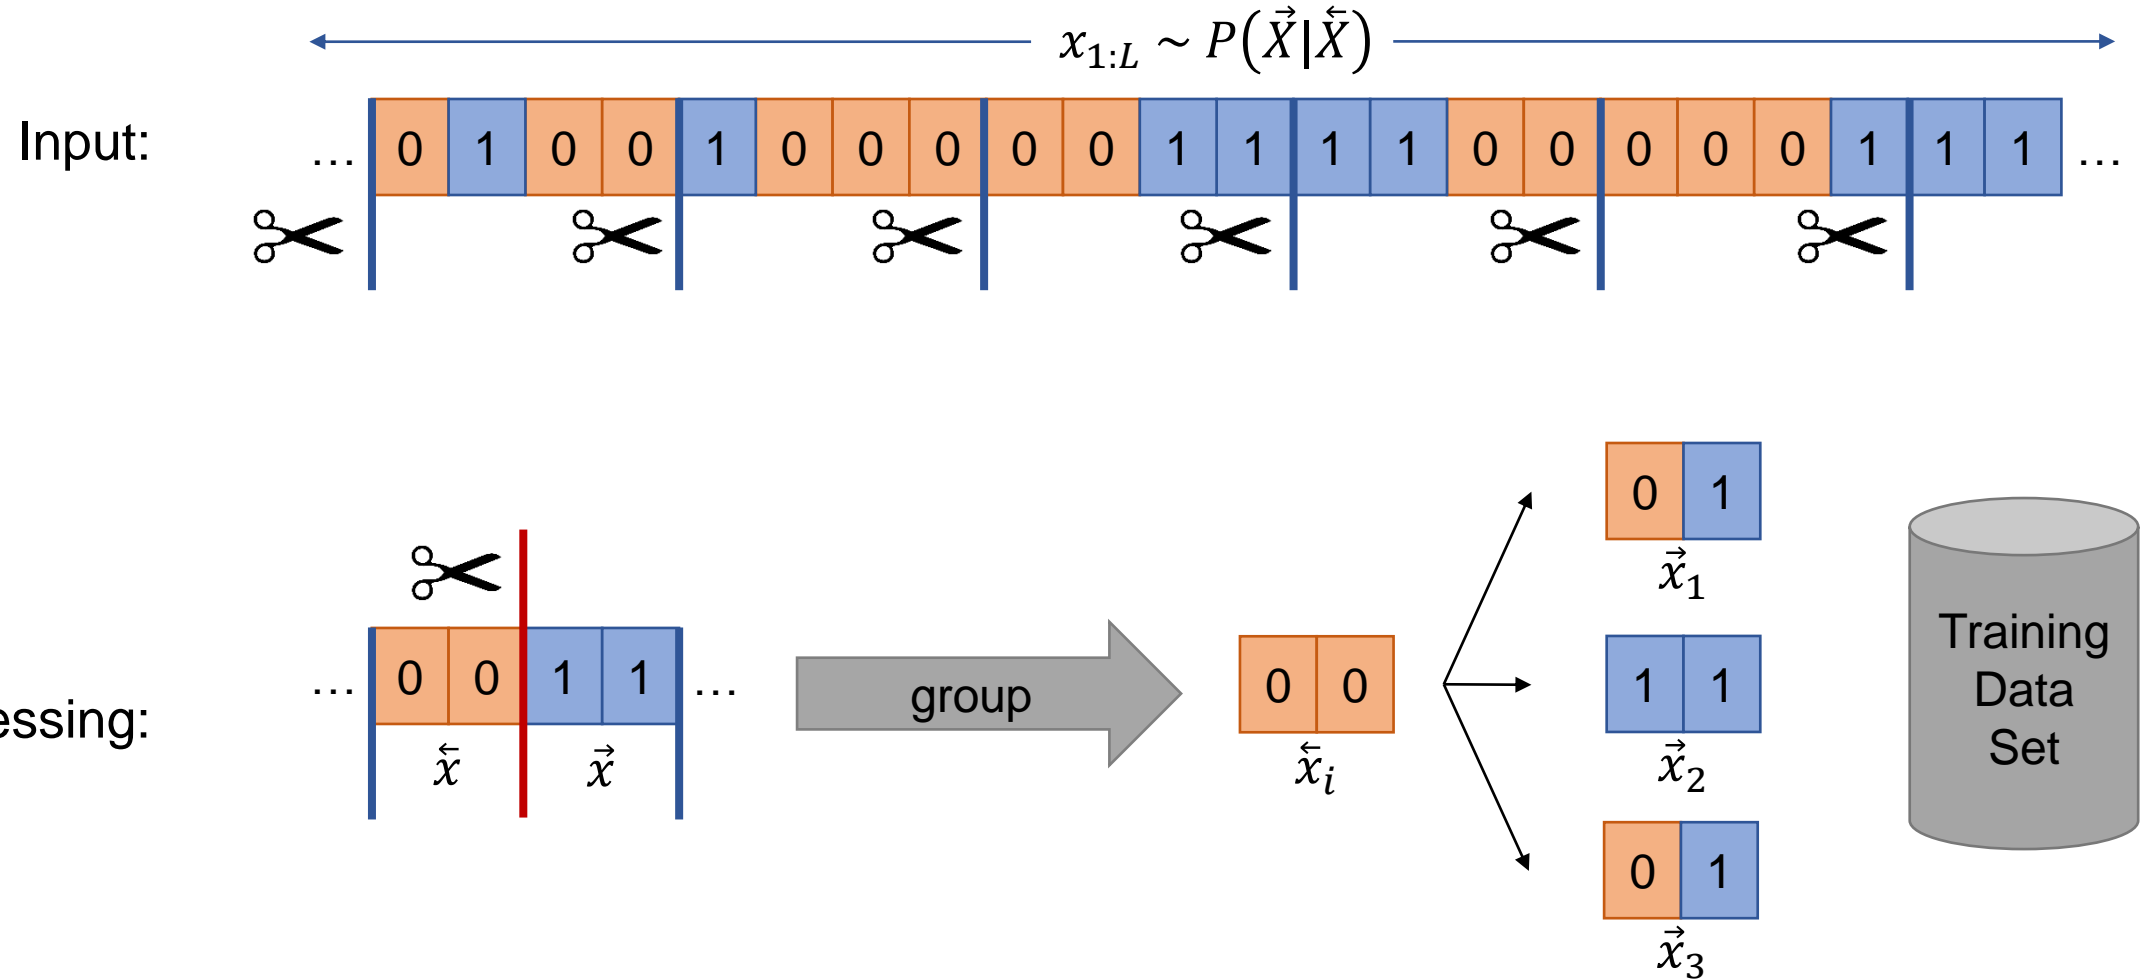 x₁:L ~ P(X⃗|X⃖)
Input:
… 0 1 0 0 1 0 0 0 0 0 1 1 1 1 0 0 0 0 0 1 1 1 …
0 1
x⃗₁
essing:
… 0 0 1 1 …
x⃖ x⃗
group
0 0
x⃖ᵢ
1 1
x⃗₂
0 1
x⃗₃
Training
Data
Set